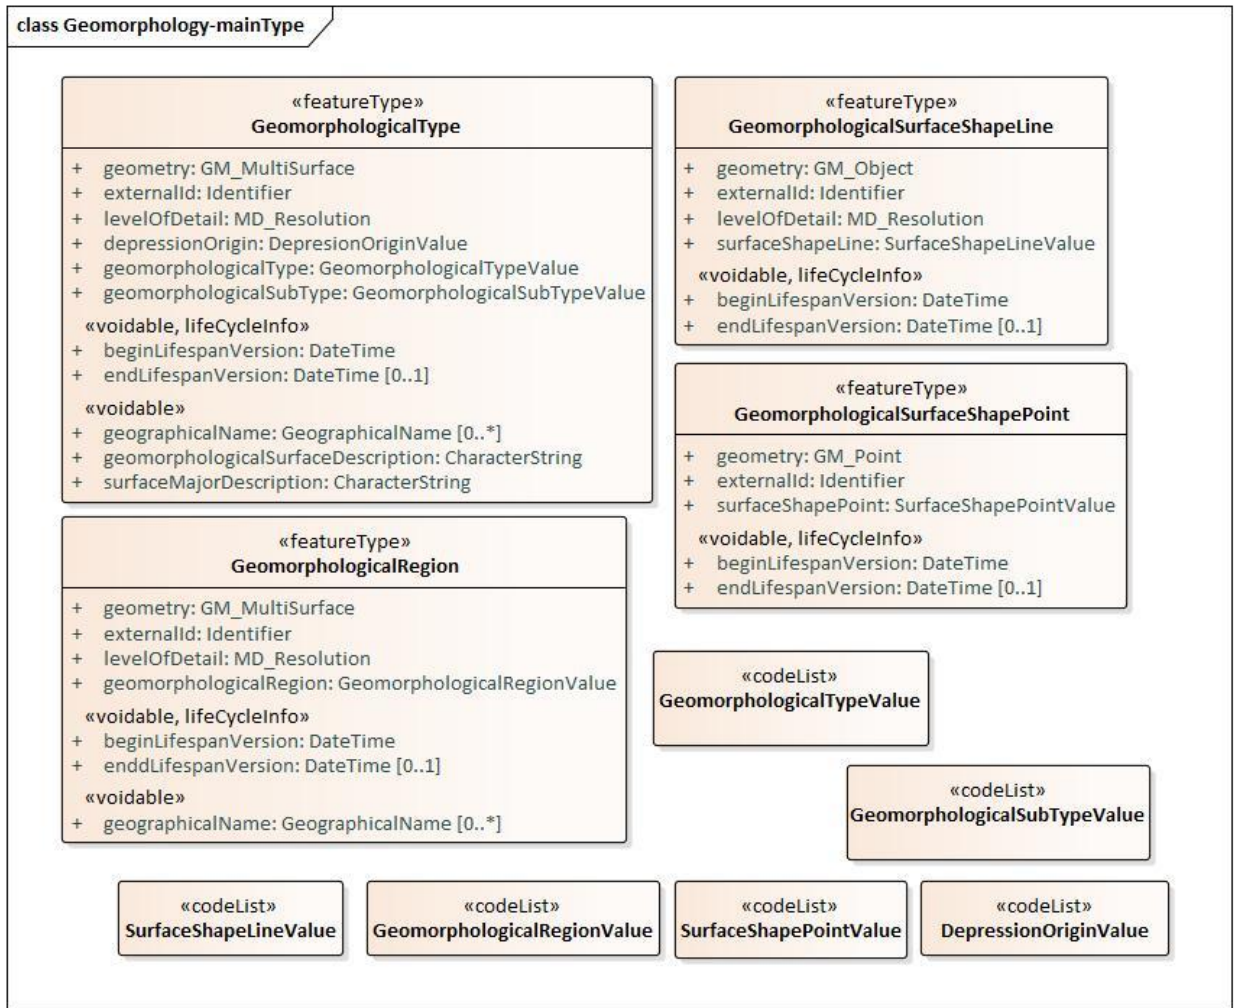 class Geomorphology-mainType
«featureType»
GeomorphologicalType
+ geometry: GM_MultiSurface
+ externalId: Identifier
+ levelOfDetail: MD_Resolution
+ depressionOrigin: DepresionOriginValue
+ geomorphologicalType: GeomorphologicalTypeValue
+ geomorphologicalSubType: GeomorphologicalSubTypeValue
«voidable, lifeCycleInfo»
+ beginLifespanVersion: DateTime
+ endLifespanVersion: DateTime [0..1]
«voidable»
+ geographicalName: GeographicalName [0..*]
+ geomorphologicalSurfaceDescription: CharacterString
+ surfaceMajorDescription: CharacterString
«featureType»
GeomorphologicalSurfaceShapeLine
+ geometry: GM_Object
+ externalId: Identifier
+ levelOfDetail: MD_Resolution
+ surfaceShapeLine: SurfaceShapeLineValue
«voidable, lifeCycleInfo»
+ beginLifespanVersion: DateTime
+ endLifespanVersion: DateTime [0..1]
«featureType»
GeomorphologicalSurfaceShapePoint
+ geometry: GM_Point
+ externalId: Identifier
+ surfaceShapePoint: SurfaceShapePointValue
«voidable, lifeCycleInfo»
+ beginLifespanVersion: DateTime
+ endLifespanVersion: DateTime [0..1]
«featureType»
GeomorphologicalRegion
+ geometry: GM_MultiSurface
+ externalId: Identifier
+ levelOfDetail: MD_Resolution
+ geomorphologicalRegion: GeomorphologicalRegionValue
«voidable, lifeCycleInfo»
+ beginLifespanVersion: DateTime
+ enddLifespanVersion: DateTime [0..1]
«voidable»
+ geographicalName: GeographicalName [0..*]
«codeList»
GeomorphologicalTypeValue
«codeList»
GeomorphologicalSubTypeValue
«codeList»
SurfaceShapeLineValue
«codeList»
GeomorphologicalRegionValue
«codeList»
SurfaceShapePointValue
«codeList»
DepressionOriginValue